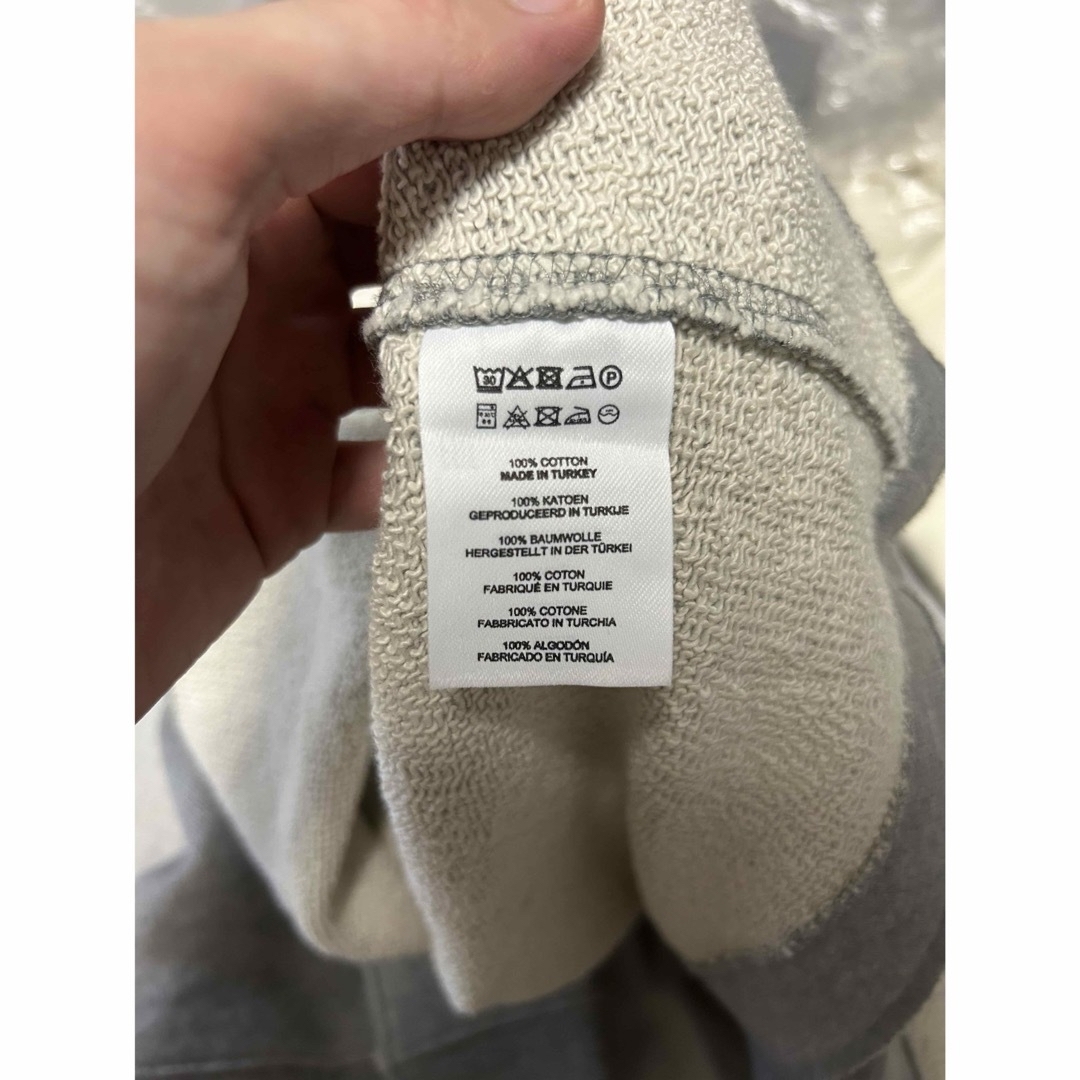 30 P
100% COTTON
MADE IN TURKEY
100% KATOEN
GEPRODUCEERD IN TURKIJE
100% BAUMWOLLE
HERGESTELLT IN DER TÜRKEI
100% COTON
FABRIQUÉ EN TURQUIE
100% COTONE
FABBRICATO IN TURCHIA
100% ALGODÓN
FABRICADO EN TURQUÍA